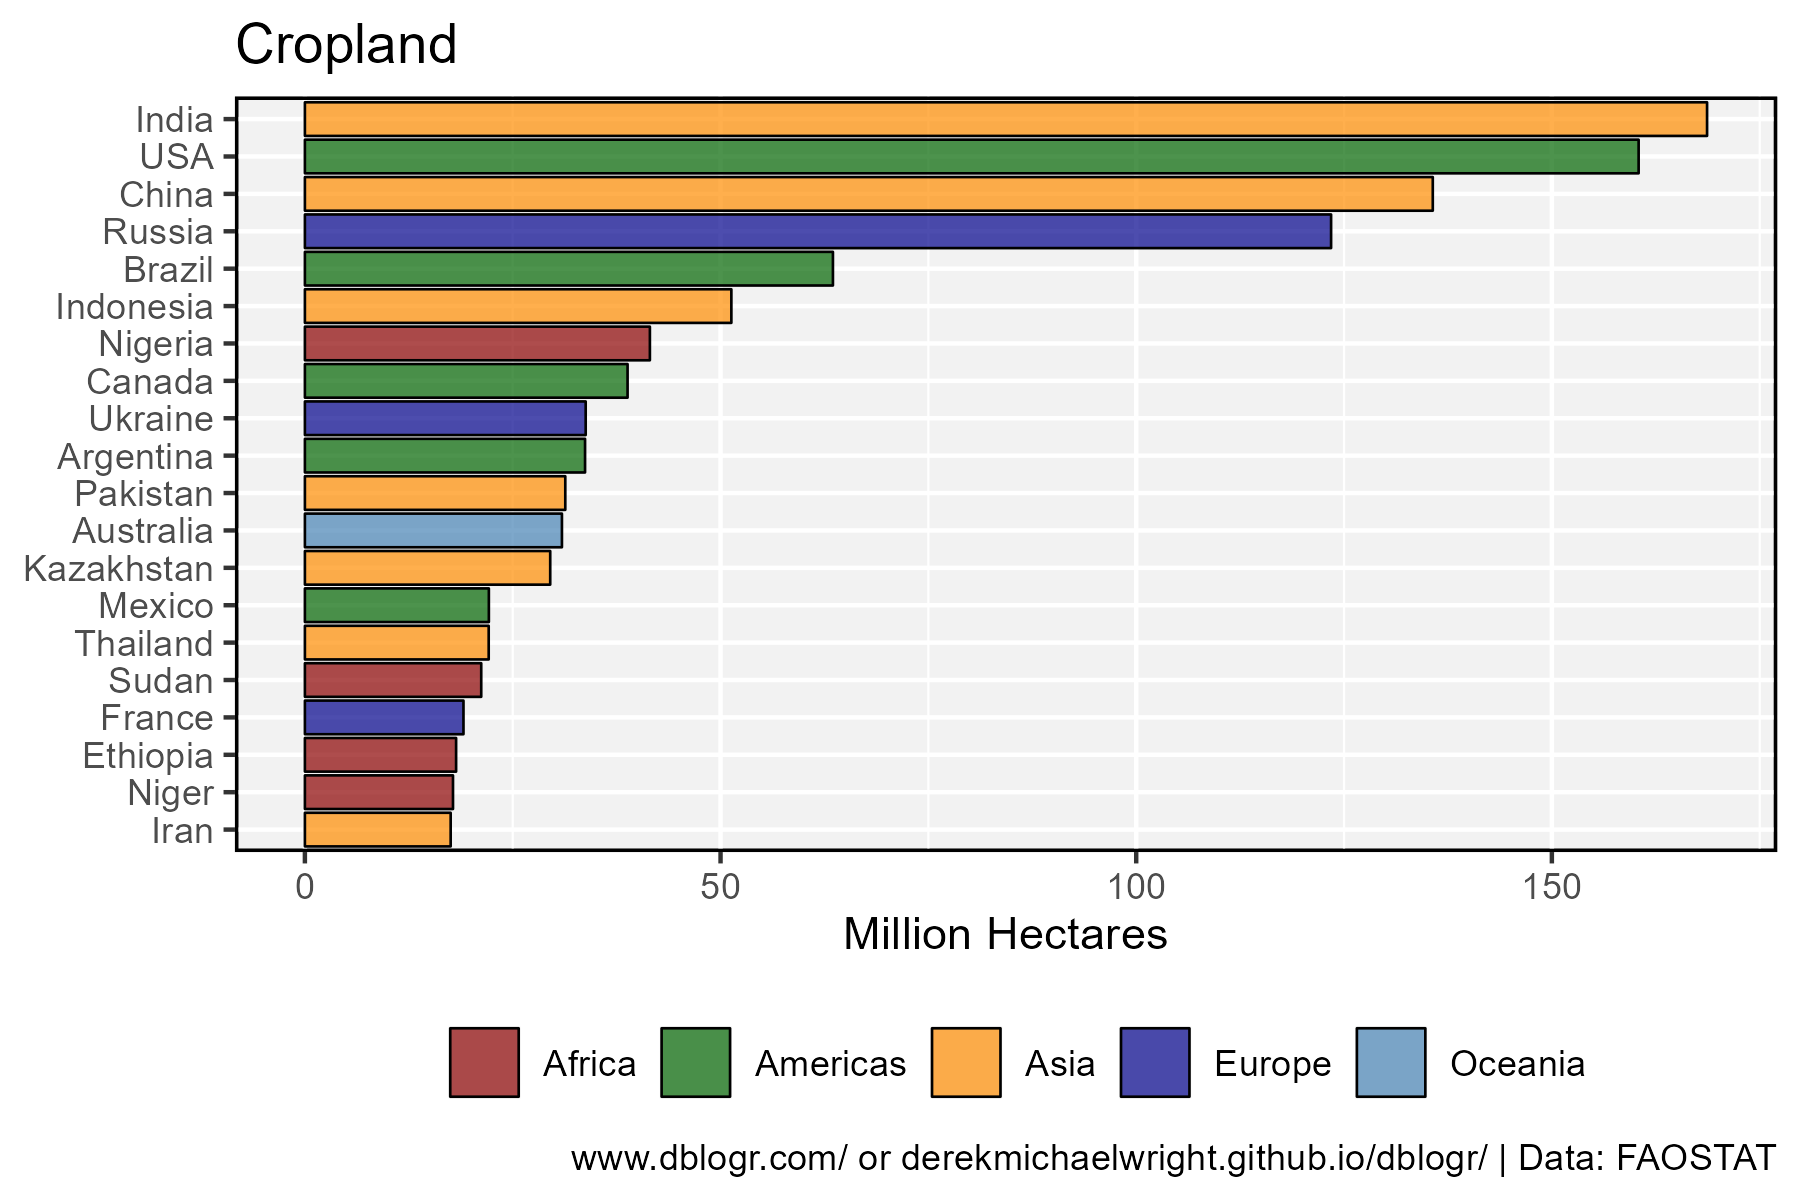 Cropland
India
USA
China
Russia
Brazil
Indonesia
Nigeria
Canada
Ukraine
Argentina
Pakistan
Australia
Kazakhstan
Mexico
Thailand
Sudan
France
Ethiopia
Niger
Iran
0 50 100 150
Million Hectares
Africa Americas Asia Europe Oceania
www.dblogr.com/ or derekmichaelwright.github.io/dblogr/ | Data: FAOSTAT